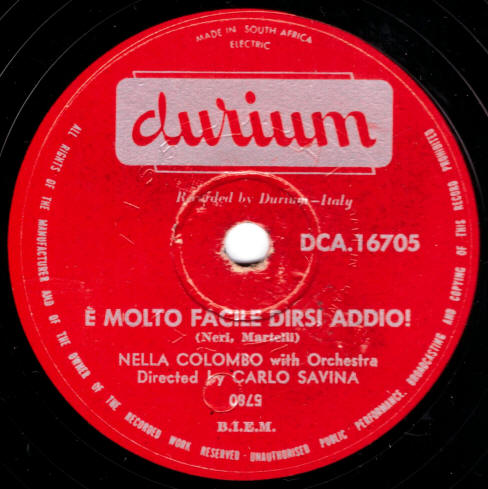 MADE IN SOUTH AFRICA
ELECTRIC
durium
Recorded by Durium—Italy
DCA.16705
È MOLTO FACILE DIRSI ADDIO!
(Neri, Martelli)
NELLA COLOMBO with Orchestra
Directed by CARLO SAVINA
5780
B.I.E.M.
ALL RIGHTS OF THE MANUFACTURER AND OF THE OWNER OF THE RECORDED WORK RESERVED · UNAUTHORISED PUBLIC PERFORMANCE, BROADCASTING AND COPYING OF THIS RECORD PROHIBITED